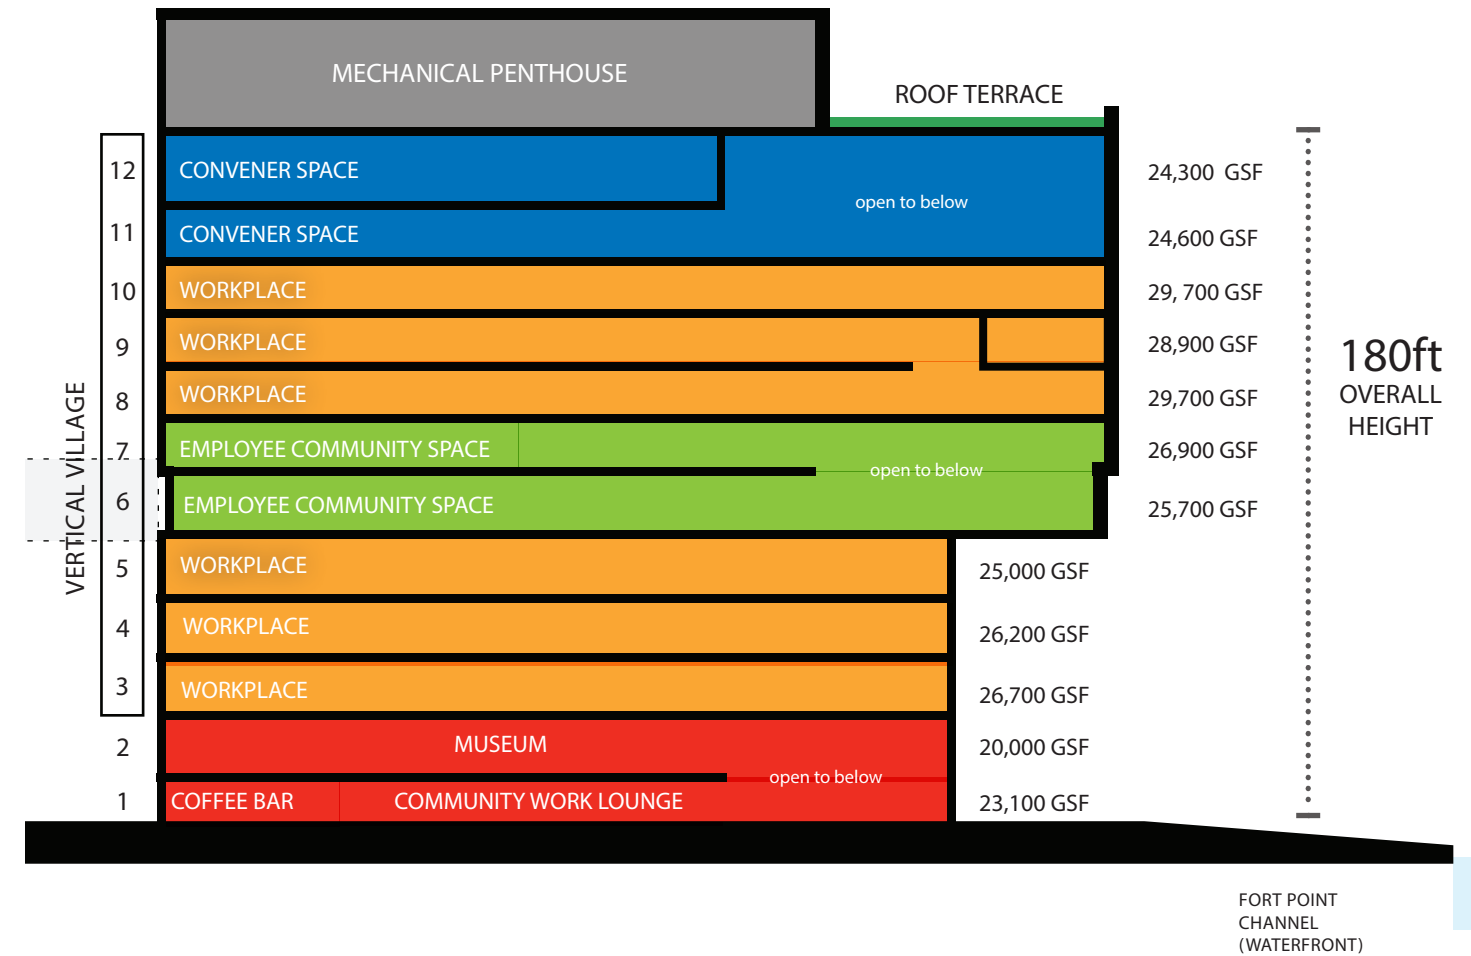 MECHANICAL PENTHOUSE
ROOF TERRACE
12
CONVENER SPACE
24,300 GSF
open to below
11
CONVENER SPACE
24,600 GSF
10
WORKPLACE
29, 700 GSF
9
WORKPLACE
28,900 GSF
8
WORKPLACE
29,700 GSF
7
EMPLOYEE COMMUNITY SPACE
26,900 GSF
open to below
6
EMPLOYEE COMMUNITY SPACE
25,700 GSF
5
WORKPLACE
25,000 GSF
4
WORKPLACE
26,200 GSF
3
WORKPLACE
26,700 GSF
2
MUSEUM
20,000 GSF
open to below
1
COFFEE BAR
COMMUNITY WORK LOUNGE
23,100 GSF
VERTICAL VILLAGE
180ft
OVERALL
HEIGHT
FORT POINT
CHANNEL
(WATERFRONT)